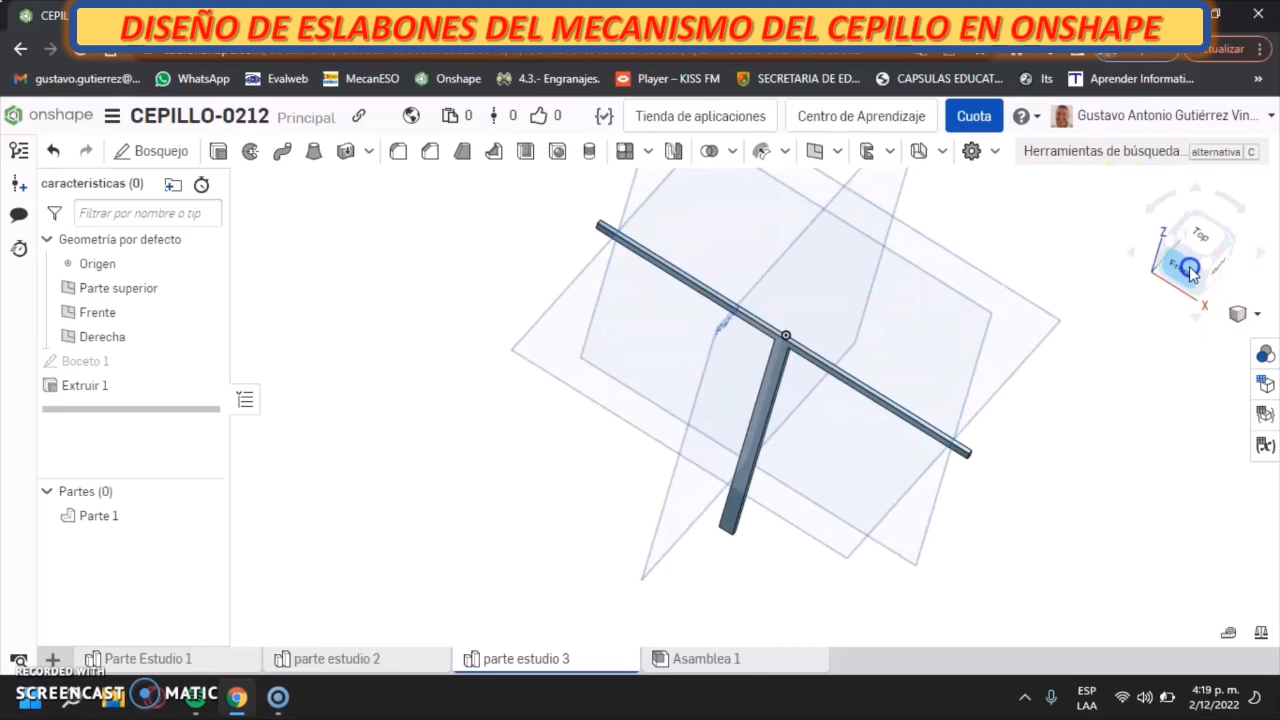 CEPIL
DISEÑO DE ESLABONES DEL MECANISMO DEL CEPILLO EN ONSHAPE
Actualizar
gustavo.gutierrez@...
WhatsApp
Evalweb
MecanESO
Onshape
4.3.- Engranajes.
Player – KISS FM
SECRETARIA DE ED...
CAPSULAS EDUCAT...
Its
Aprender Informati...
»
onshape
CEPILLO-0212
Principal
0
0
0
Tienda de aplicaciones
Centro de Aprendizaje
Cuota
Gustavo Antonio Gutiérrez Vin...
Bosquejo
Herramientas de búsqueda...
alternativa C
caracteristicas (0)
Filtrar por nombre o tip
Geometría por defecto
Origen
Parte superior
Frente
Derecha
Boceto 1
Extruir 1
Partes (0)
Parte 1
Z
Top
X
Parte Estudio 1
parte estudio 2
parte estudio 3
Asamblea 1
RECORDED WITH
SCREENCAST MATIC
ESP
LAA
4:19 p. m.
2/12/2022